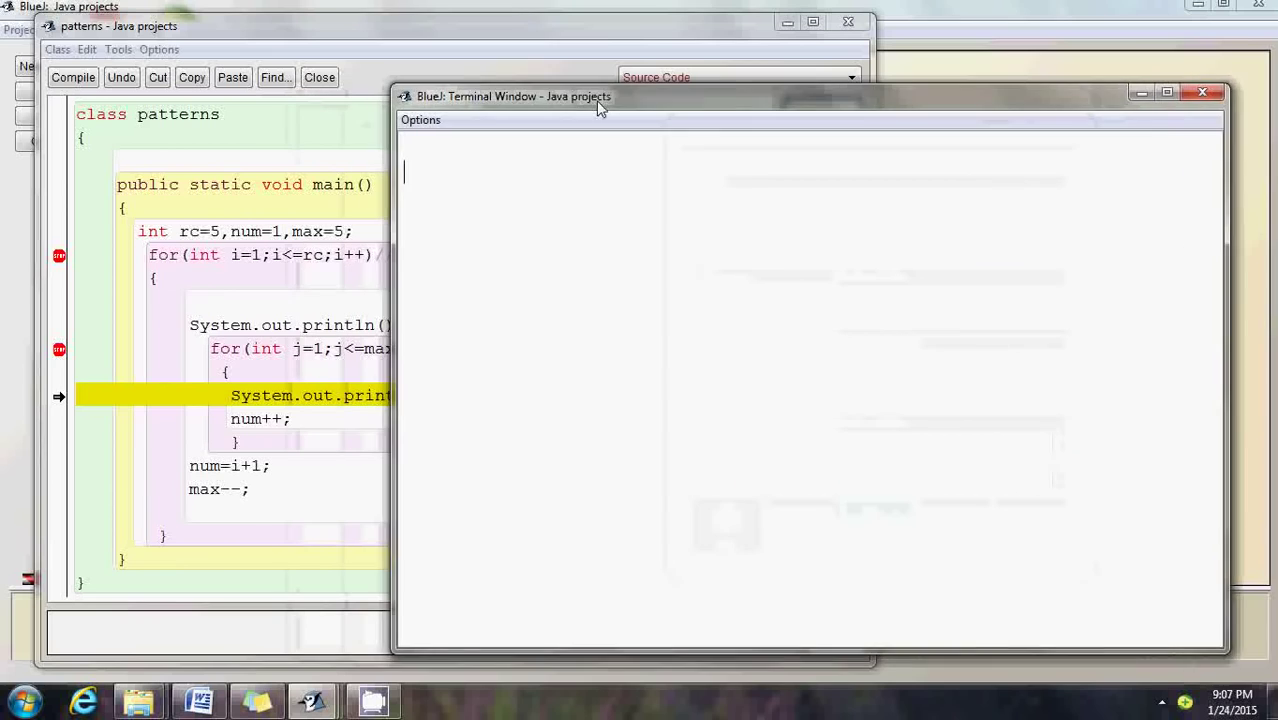 BlueJ: Java projects
patterns - Java projects
Class Edit Tools Options
Compile Undo Cut Copy Paste Find... Close
Source Code
BlueJ: Terminal Window - Java projects
Options
class patterns
{
public static void main()
{
int rc=5,num=1,max=5;
for(int i=1;i<=rc;i++)/
{
System.out.println()
for(int j=1;j<=max
{
System.out.print
num++;
}
num=i+1;
max--;
}
}
}
STOP
STOP
9:07 PM
1/24/2015